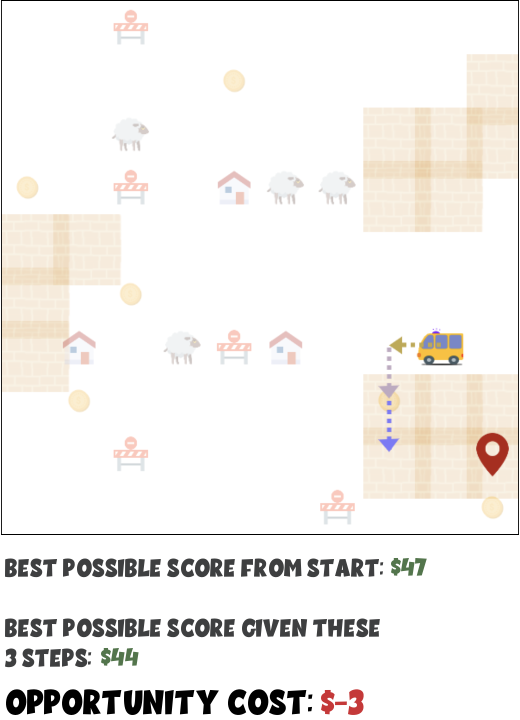 BEST POSSIBLE SCORE FROM START: $47
BEST POSSIBLE SCORE GIVEN THESE
3 STEPS: $44
OPPORTUNITY COST: $-3